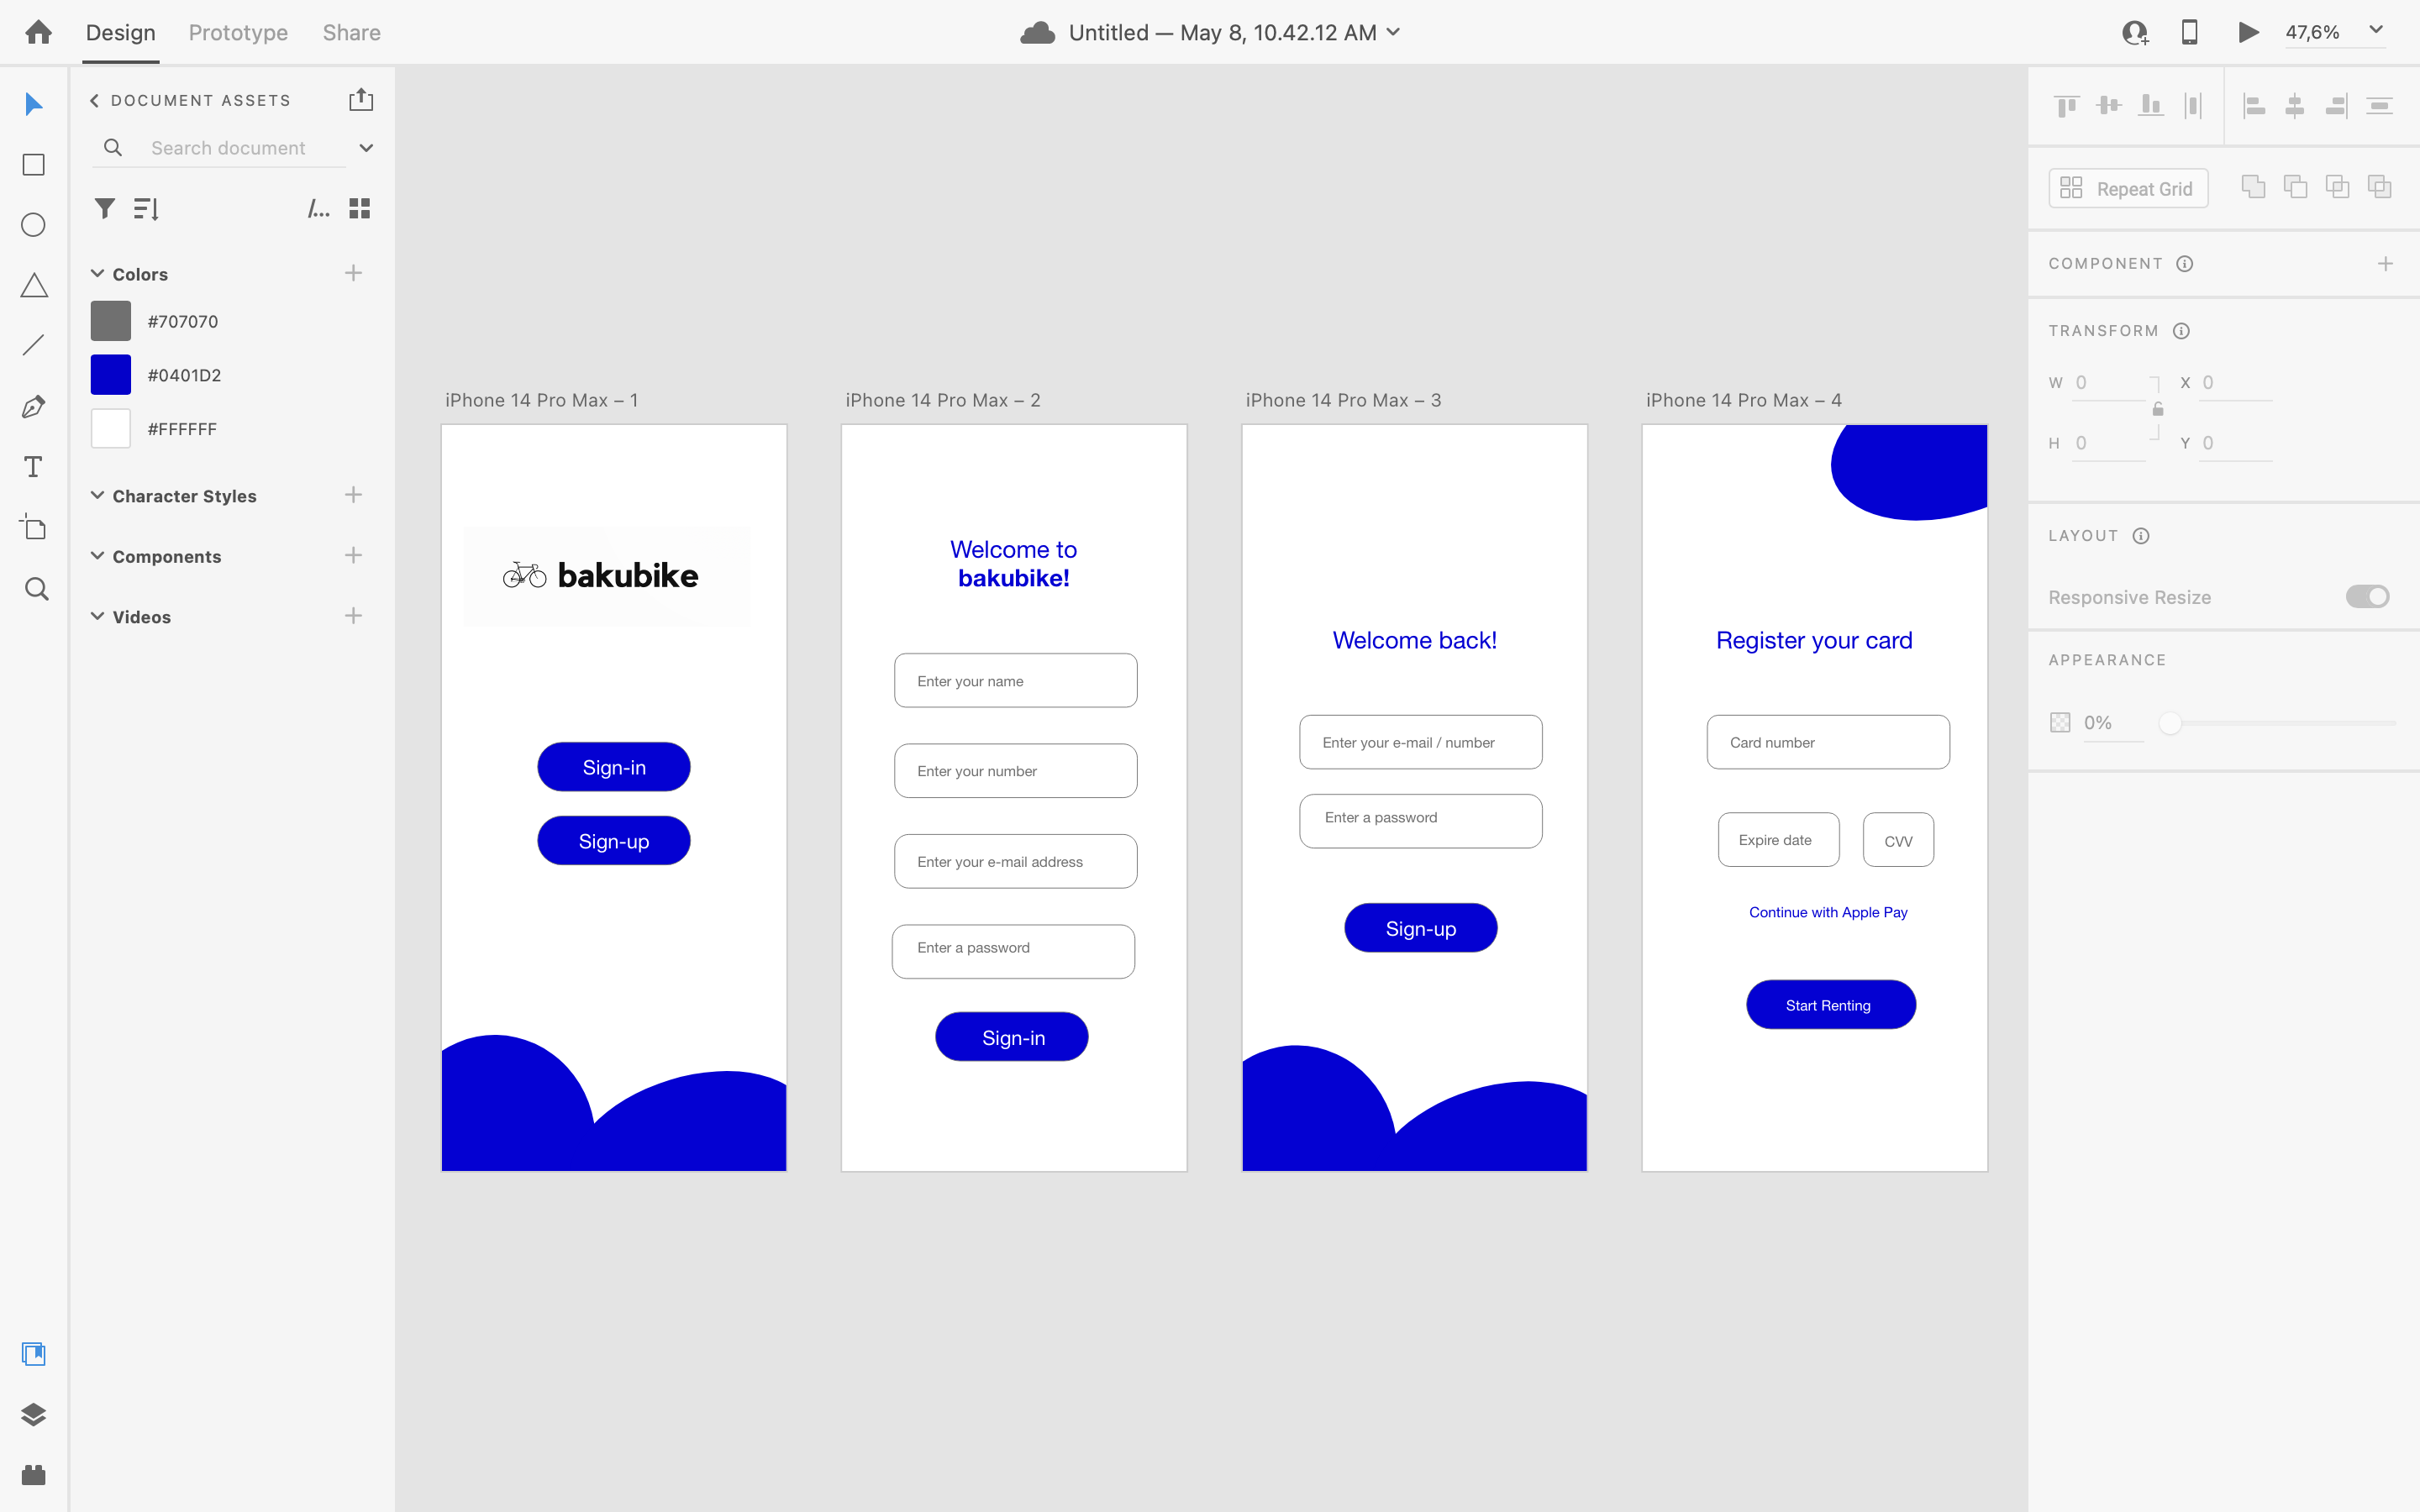 Design Prototype Share
Untitled — May 8, 10.42.12 AM
47,6%
DOCUMENT ASSETS
Search document
/...
Colors
#707070
#0401D2
#FFFFFF
Character Styles
Components
Videos
iPhone 14 Pro Max – 1
bakubike
Sign-in
Sign-up
iPhone 14 Pro Max – 2
Welcome to
bakubike!
Enter your name
Enter your number
Enter your e-mail address
Enter a password
Sign-in
iPhone 14 Pro Max – 3
Welcome back!
Enter your e-mail / number
Enter a password
Sign-up
iPhone 14 Pro Max – 4
Register your card
Card number
Expire date CVV
Continue with Apple Pay
Start Renting
Repeat Grid
COMPONENT
TRANSFORM
W 0 X 0
H 0 Y 0
LAYOUT
Responsive Resize
APPEARANCE
0%